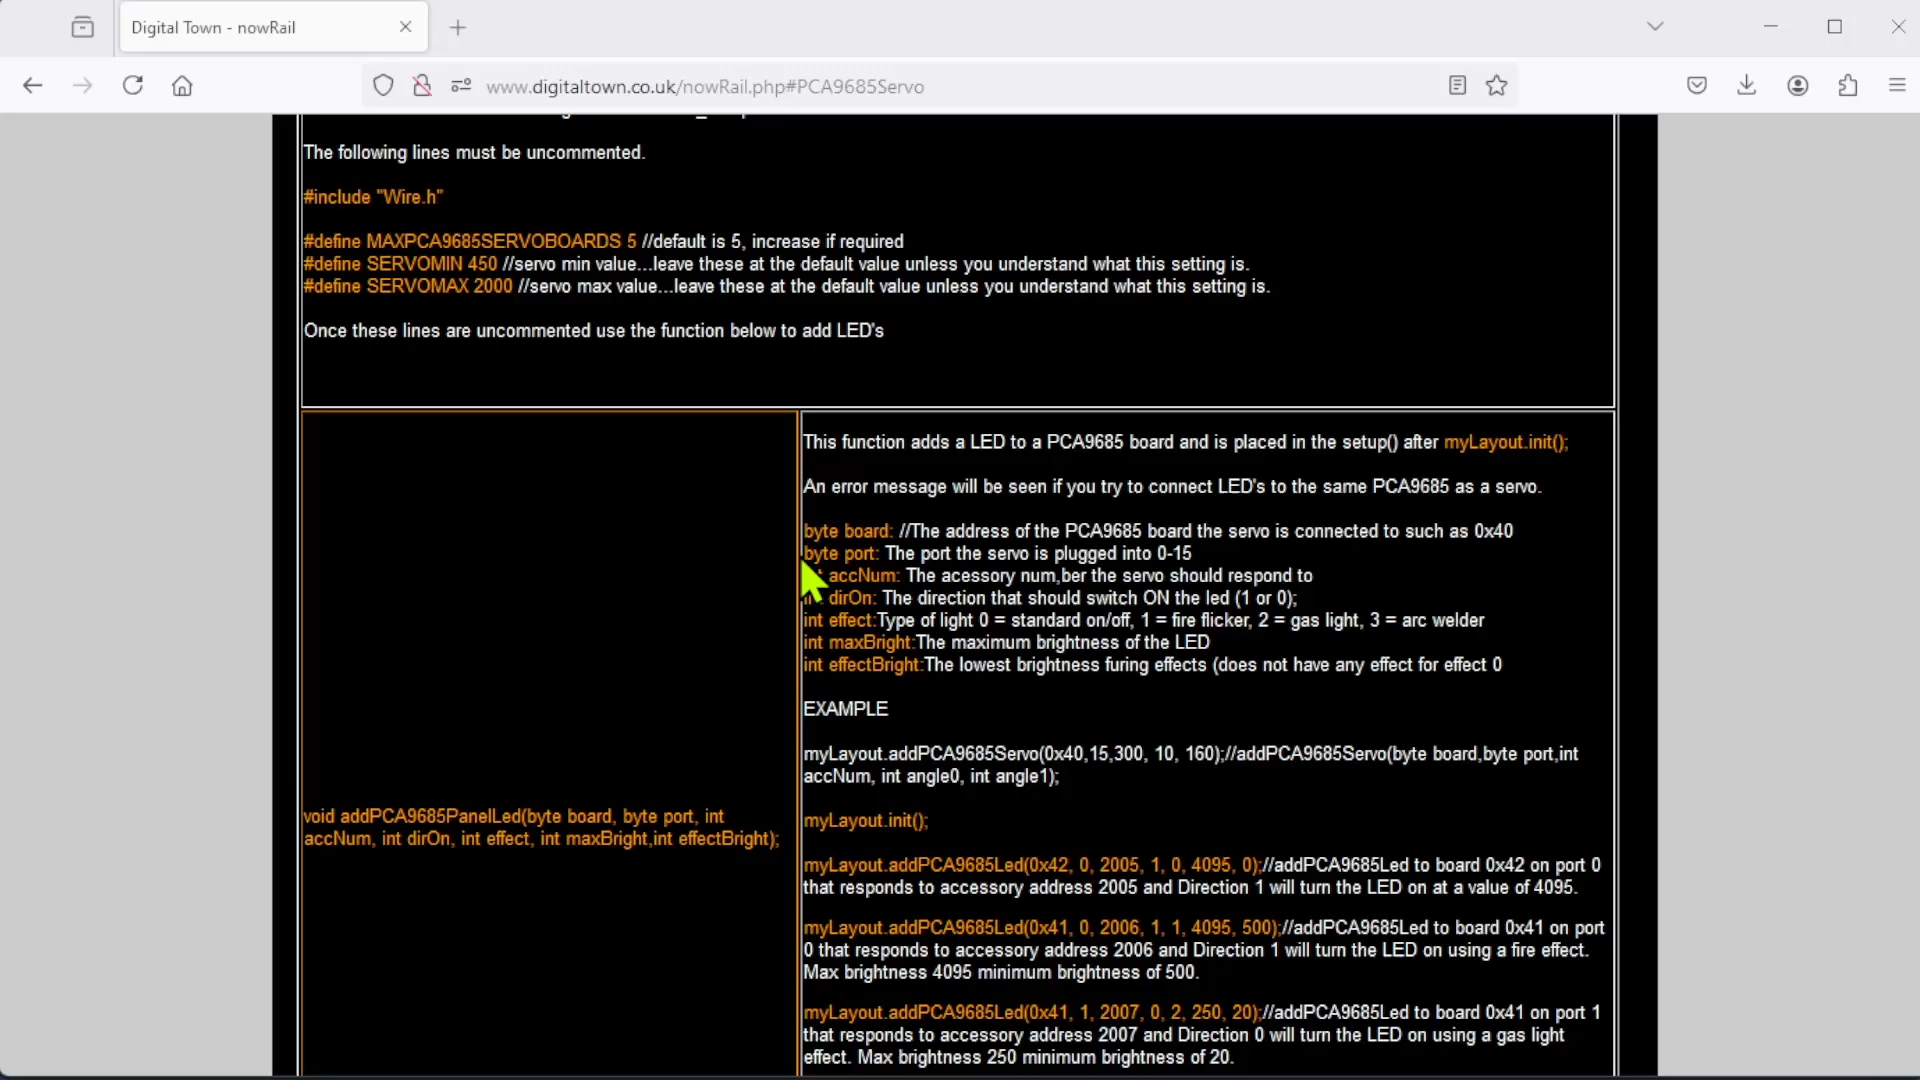 Digital Town - nowRail
www.digitaltown.co.uk/nowRail.php#PCA9685Servo
The following lines must be uncommented.
#include "Wire.h"
#define MAXPCA9685SERVOBOARDS 5 //default is 5, increase if required
#define SERVOMIN 450 //servo min value...leave these at the default value unless you understand what this setting is.
#define SERVOMAX 2000 //servo max value...leave these at the default value unless you understand what this setting is.
Once these lines are uncommented use the function below to add LED's
void addPCA9685PanelLed(byte board, byte port, int
accNum, int dirOn, int effect, int maxBright,int effectBright);
This function adds a LED to a PCA9685 board and is placed in the setup() after myLayout.init();
An error message will be seen if you try to connect LED's to the same PCA9685 as a servo.
byte board: //The address of the PCA9685 board the servo is connected to such as 0x40
byte port: The port the servo is plugged into 0-15
accNum: The acessory num,ber the servo should respond to
dirOn: The direction that should switch ON the led (1 or 0);
int effect:Type of light 0 = standard on/off, 1 = fire flicker, 2 = gas light, 3 = arc welder
int maxBright:The maximum brightness of the LED
int effectBright:The lowest brightness furing effects (does not have any effect for effect 0
EXAMPLE
myLayout.addPCA9685Servo(0x40,15,300, 10, 160);//addPCA9685Servo(byte board,byte port,int
accNum, int angle0, int angle1);
myLayout.init();
myLayout.addPCA9685Led(0x42, 0, 2005, 1, 0, 4095, 0);//addPCA9685Led to board 0x42 on port 0
that responds to accessory address 2005 and Direction 1 will turn the LED on at a value of 4095.
myLayout.addPCA9685Led(0x41, 0, 2006, 1, 1, 4095, 500);//addPCA9685Led to board 0x41 on port
0 that responds to accessory address 2006 and Direction 1 will turn the LED on using a fire effect.
Max brightness 4095 minimum brightness of 500.
myLayout.addPCA9685Led(0x41, 1, 2007, 0, 2, 250, 20);//addPCA9685Led to board 0x41 on port 1
that responds to accessory address 2007 and Direction 0 will turn the LED on using a gas light
effect. Max brightness 250 minimum brightness of 20.